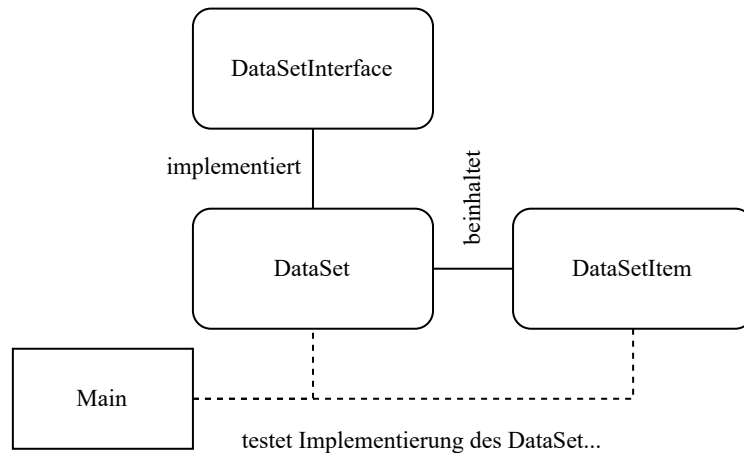 DataSetInterface
implementiert
beinhaltet
DataSet
DataSetItem
Main
testet Implementierung des DataSet...